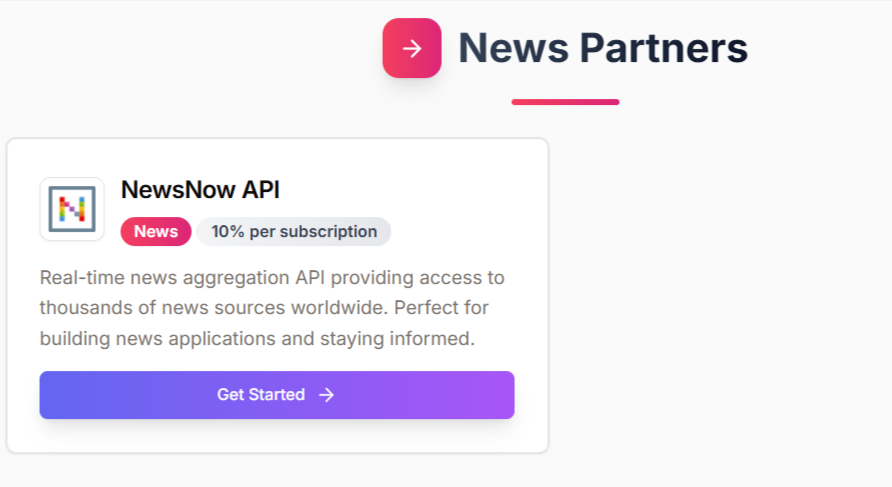 News Partners
NewsNow API
News
10% per subscription
Real-time news aggregation API providing access to
thousands of news sources worldwide. Perfect for
building news applications and staying informed.
Get Started